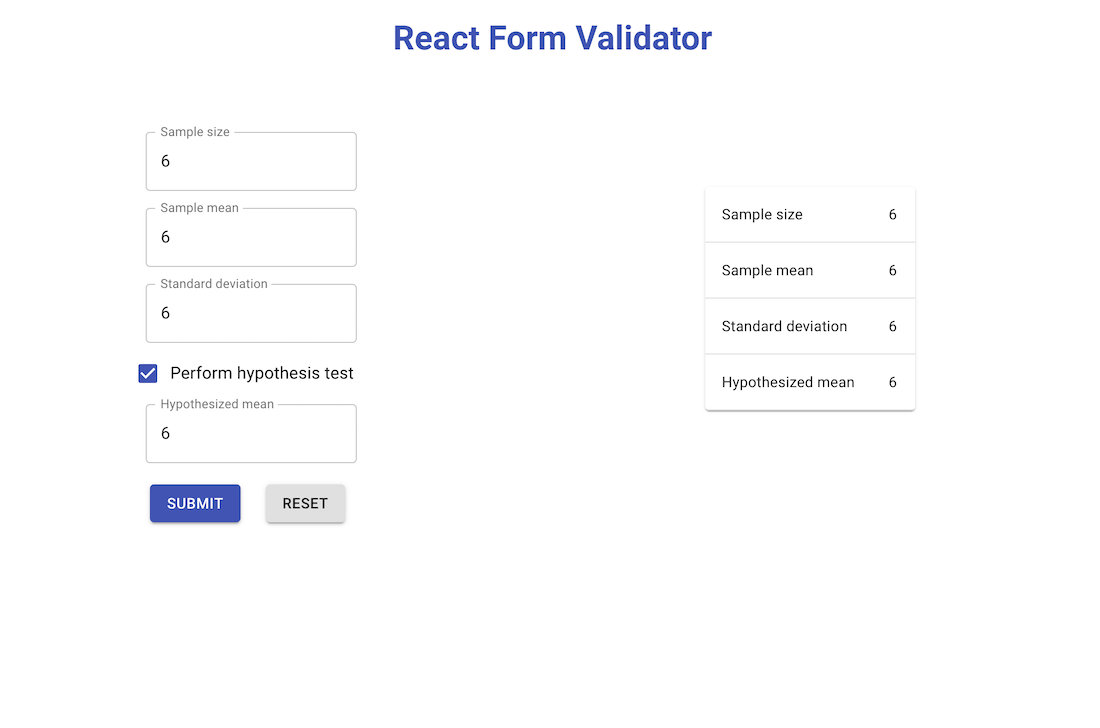 React Form Validator
Sample size
6
Sample mean
6
Standard deviation
6
Perform hypothesis test
Hypothesized mean
6
SUBMIT RESET
Sample size 6
Sample mean 6
Standard deviation 6
Hypothesized mean 6